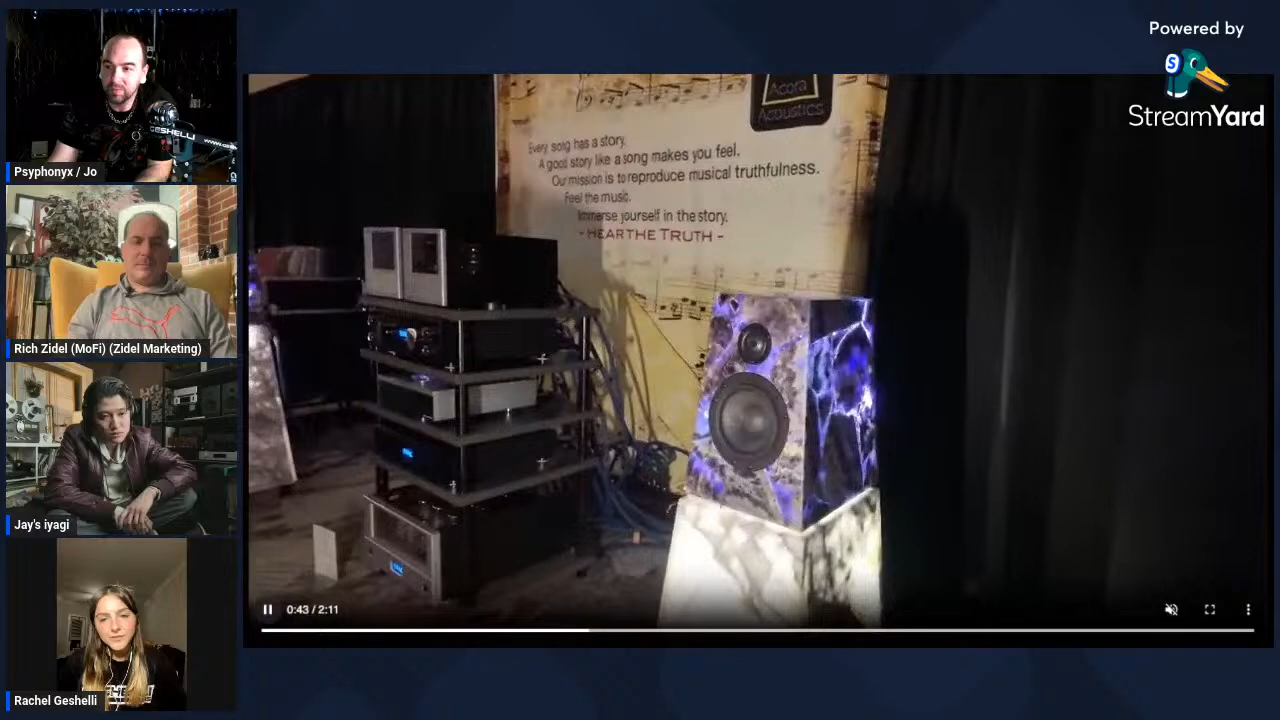 Powered by
StreamYard
Psyphonyx / Jo
GESHELLI
Rich Zidel (MoFi) (Zidel Marketing)
Jay's iyagi
Rachel Geshelli
Acora
Acoustics
Every song has a story.
A good story like a song makes you feel.
Our mission is to reproduce musical truthfulness.
Feel the music.
Immerse yourself in the story.
- HEAR THE TRUTH -
0:43 / 2:11